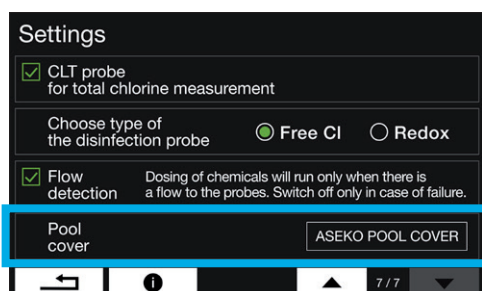 Settings
CLT probe
for total chlorine measurement
Choose type of
the disinfection probe
Free Cl
Redox
Flow
detection
Dosing of chemicals will run only when there is
a flow to the probes. Switch off only in case of failure.
Pool
cover
ASEKO POOL COVER
7/7